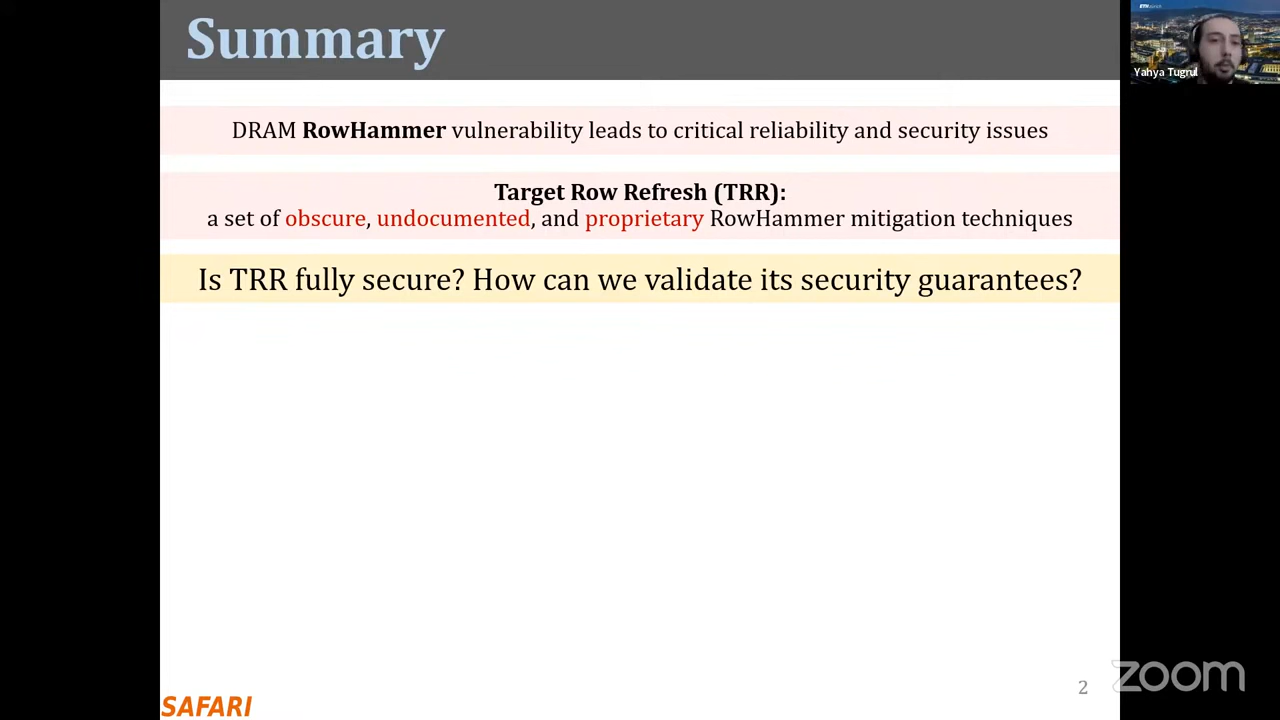 Summary
ETH zürich
Yahya Tugrul
DRAM RowHammer vulnerability leads to critical reliability and security issues
Target Row Refresh (TRR):
a set of obscure, undocumented, and proprietary RowHammer mitigation techniques
Is TRR fully secure? How can we validate its security guarantees?
SAFARI
2
zoom